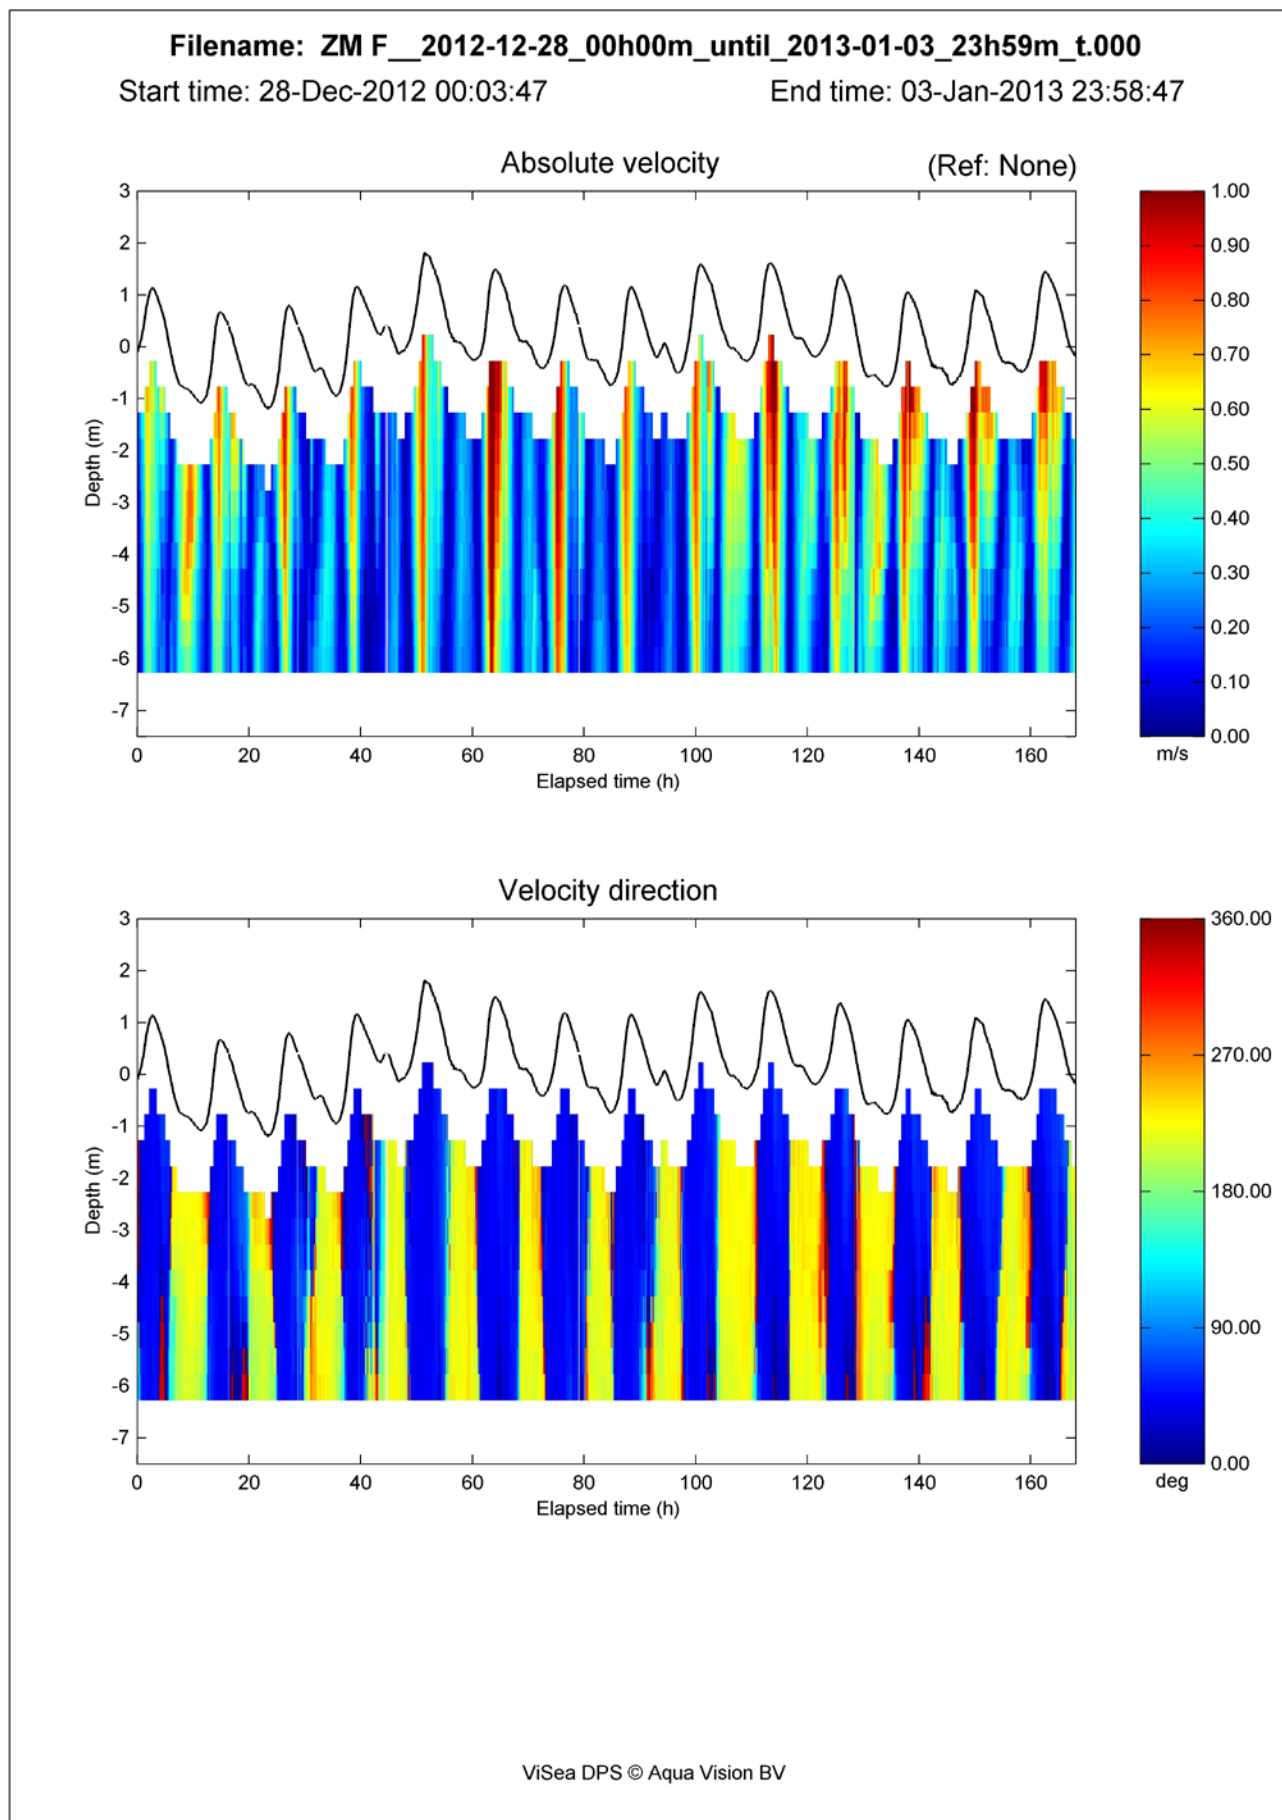 Filename: ZM F__2012-12-28_00h00m_until_2013-01-03_23h59m_t.000
Start time: 28-Dec-2012 00:03:47 End time: 03-Jan-2013 23:58:47
Absolute velocity (Ref: None)
3
2
1
0
-1
-2
-3
-4
-5
-6
-7
Depth (m)
0 20 40 60 80 100 120 140 160
Elapsed time (h)
1.00
0.90
0.80
0.70
0.60
0.50
0.40
0.30
0.20
0.10
0.00
m/s
Velocity direction
3
2
1
0
-1
-2
-3
-4
-5
-6
-7
Depth (m)
0 20 40 60 80 100 120 140 160
Elapsed time (h)
360.00
270.00
180.00
90.00
0.00
deg
ViSea DPS © Aqua Vision BV